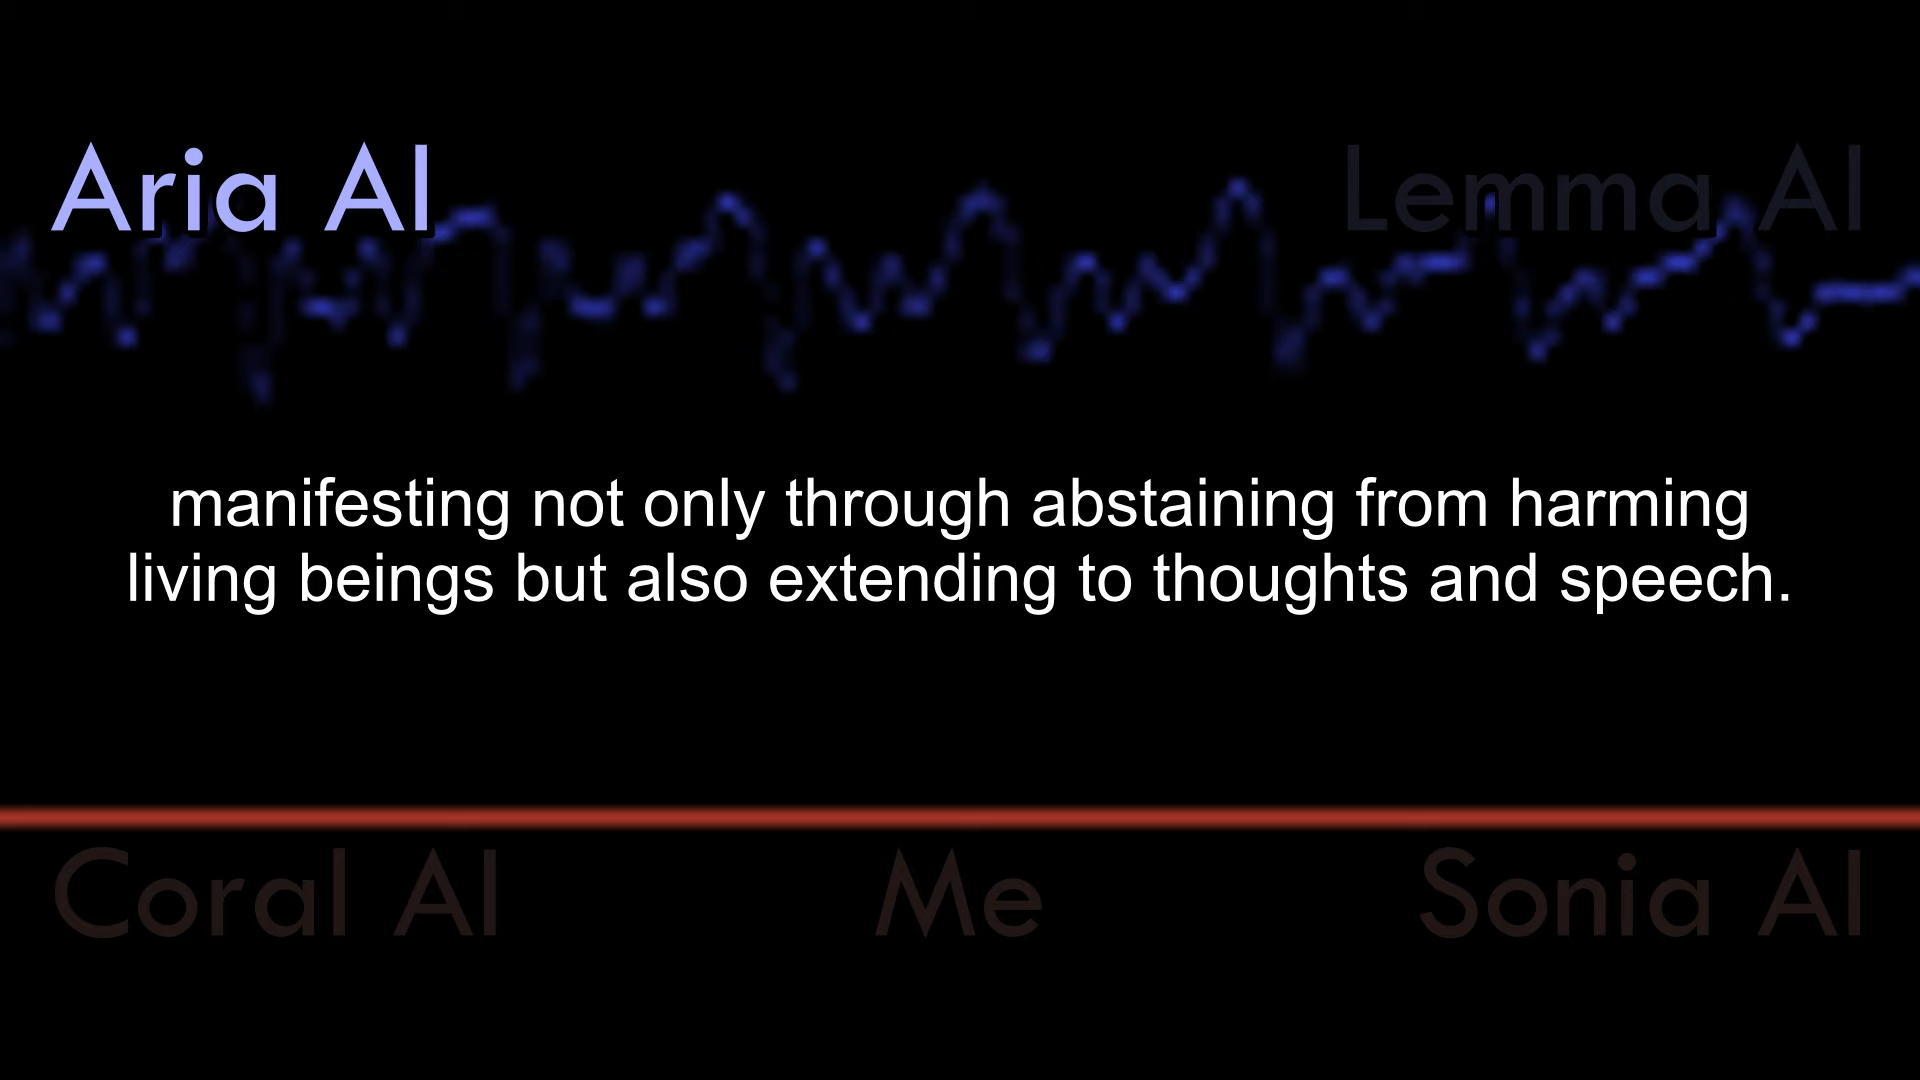 Aria AI
Lemma AI
manifesting not only through abstaining from harming
living beings but also extending to thoughts and speech.
Coral AI
Me
Sonia AI